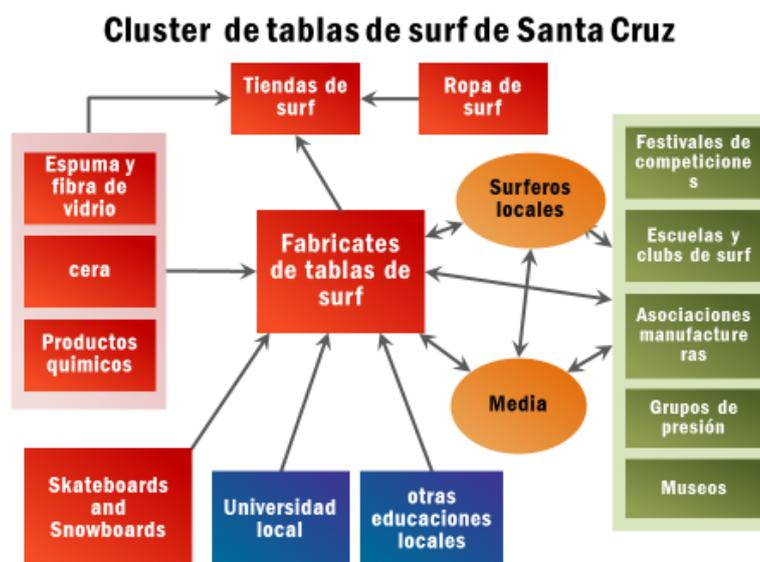 Cluster de tablas de surf de Santa Cruz
Tiendas de
surf
Ropa de
surf
Espuma y
fibra de
vidrio
cera
Productos
quimicos
Fabricates
de tablas de
surf
Surferos
locales
Media
Festivales de
competicione
s
Escuelas y
clubs de surf
Asociaciones
manufacture
ras
Grupos de
presión
Museos
Skateboards
and
Snowboards
Universidad
local
otras
educaciones
locales